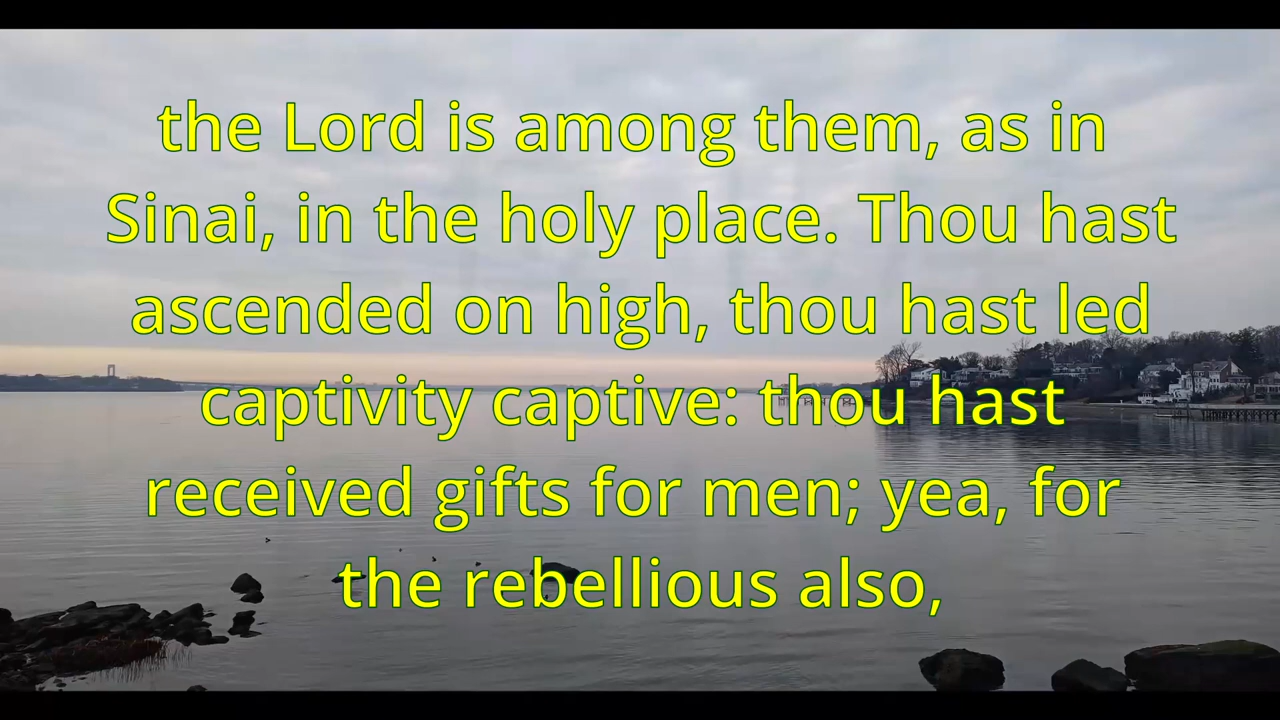 the Lord is among them, as in
Sinai, in the holy place. Thou hast
ascended on high, thou hast led
captivity captive: thou hast
received gifts for men; yea, for
the rebellious also,